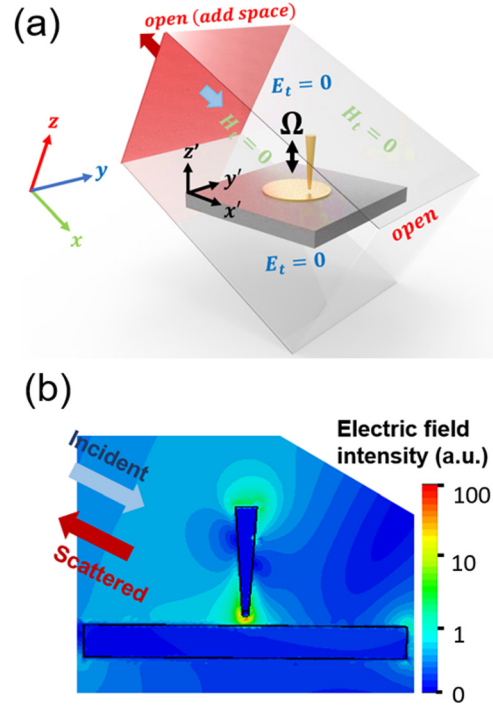 (a)
open (add space)
E_t = 0
H_t = 0
H_t = 0
Ω
z
y
x
z'
y'
x'
open
E_t = 0
(b)
Incident
Scattered
Electric field
intensity (a.u.)
100
10
1
0